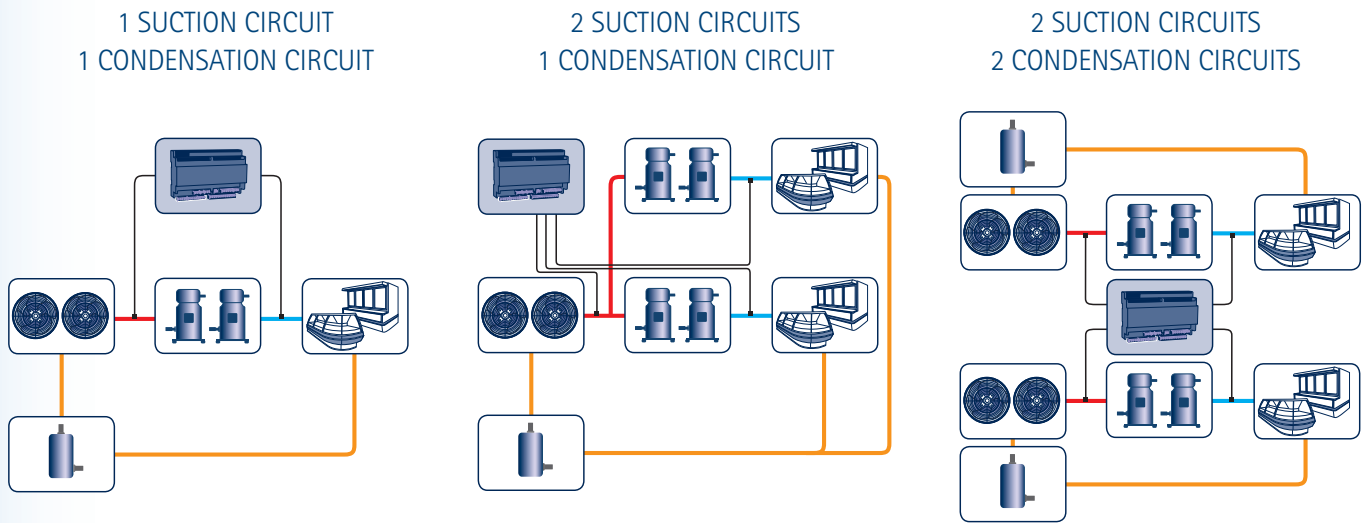 1 SUCTION CIRCUIT
1 CONDENSATION CIRCUIT
2 SUCTION CIRCUITS
1 CONDENSATION CIRCUIT
2 SUCTION CIRCUITS
2 CONDENSATION CIRCUITS